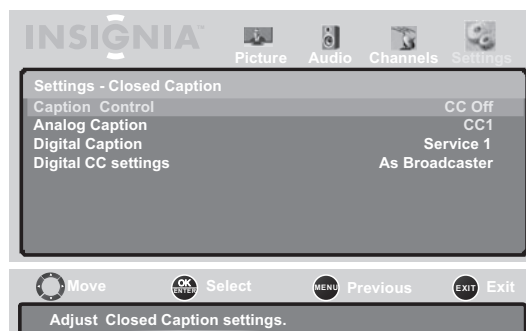 INSIGNIA™
Picture Audio Channels Settings
Settings - Closed Caption
Caption Control CC Off
Analog Caption CC1
Digital Caption Service 1
Digital CC settings As Broadcaster
Move OK ENTER Select MENU Previous EXIT Exit
Adjust Closed Caption settings.